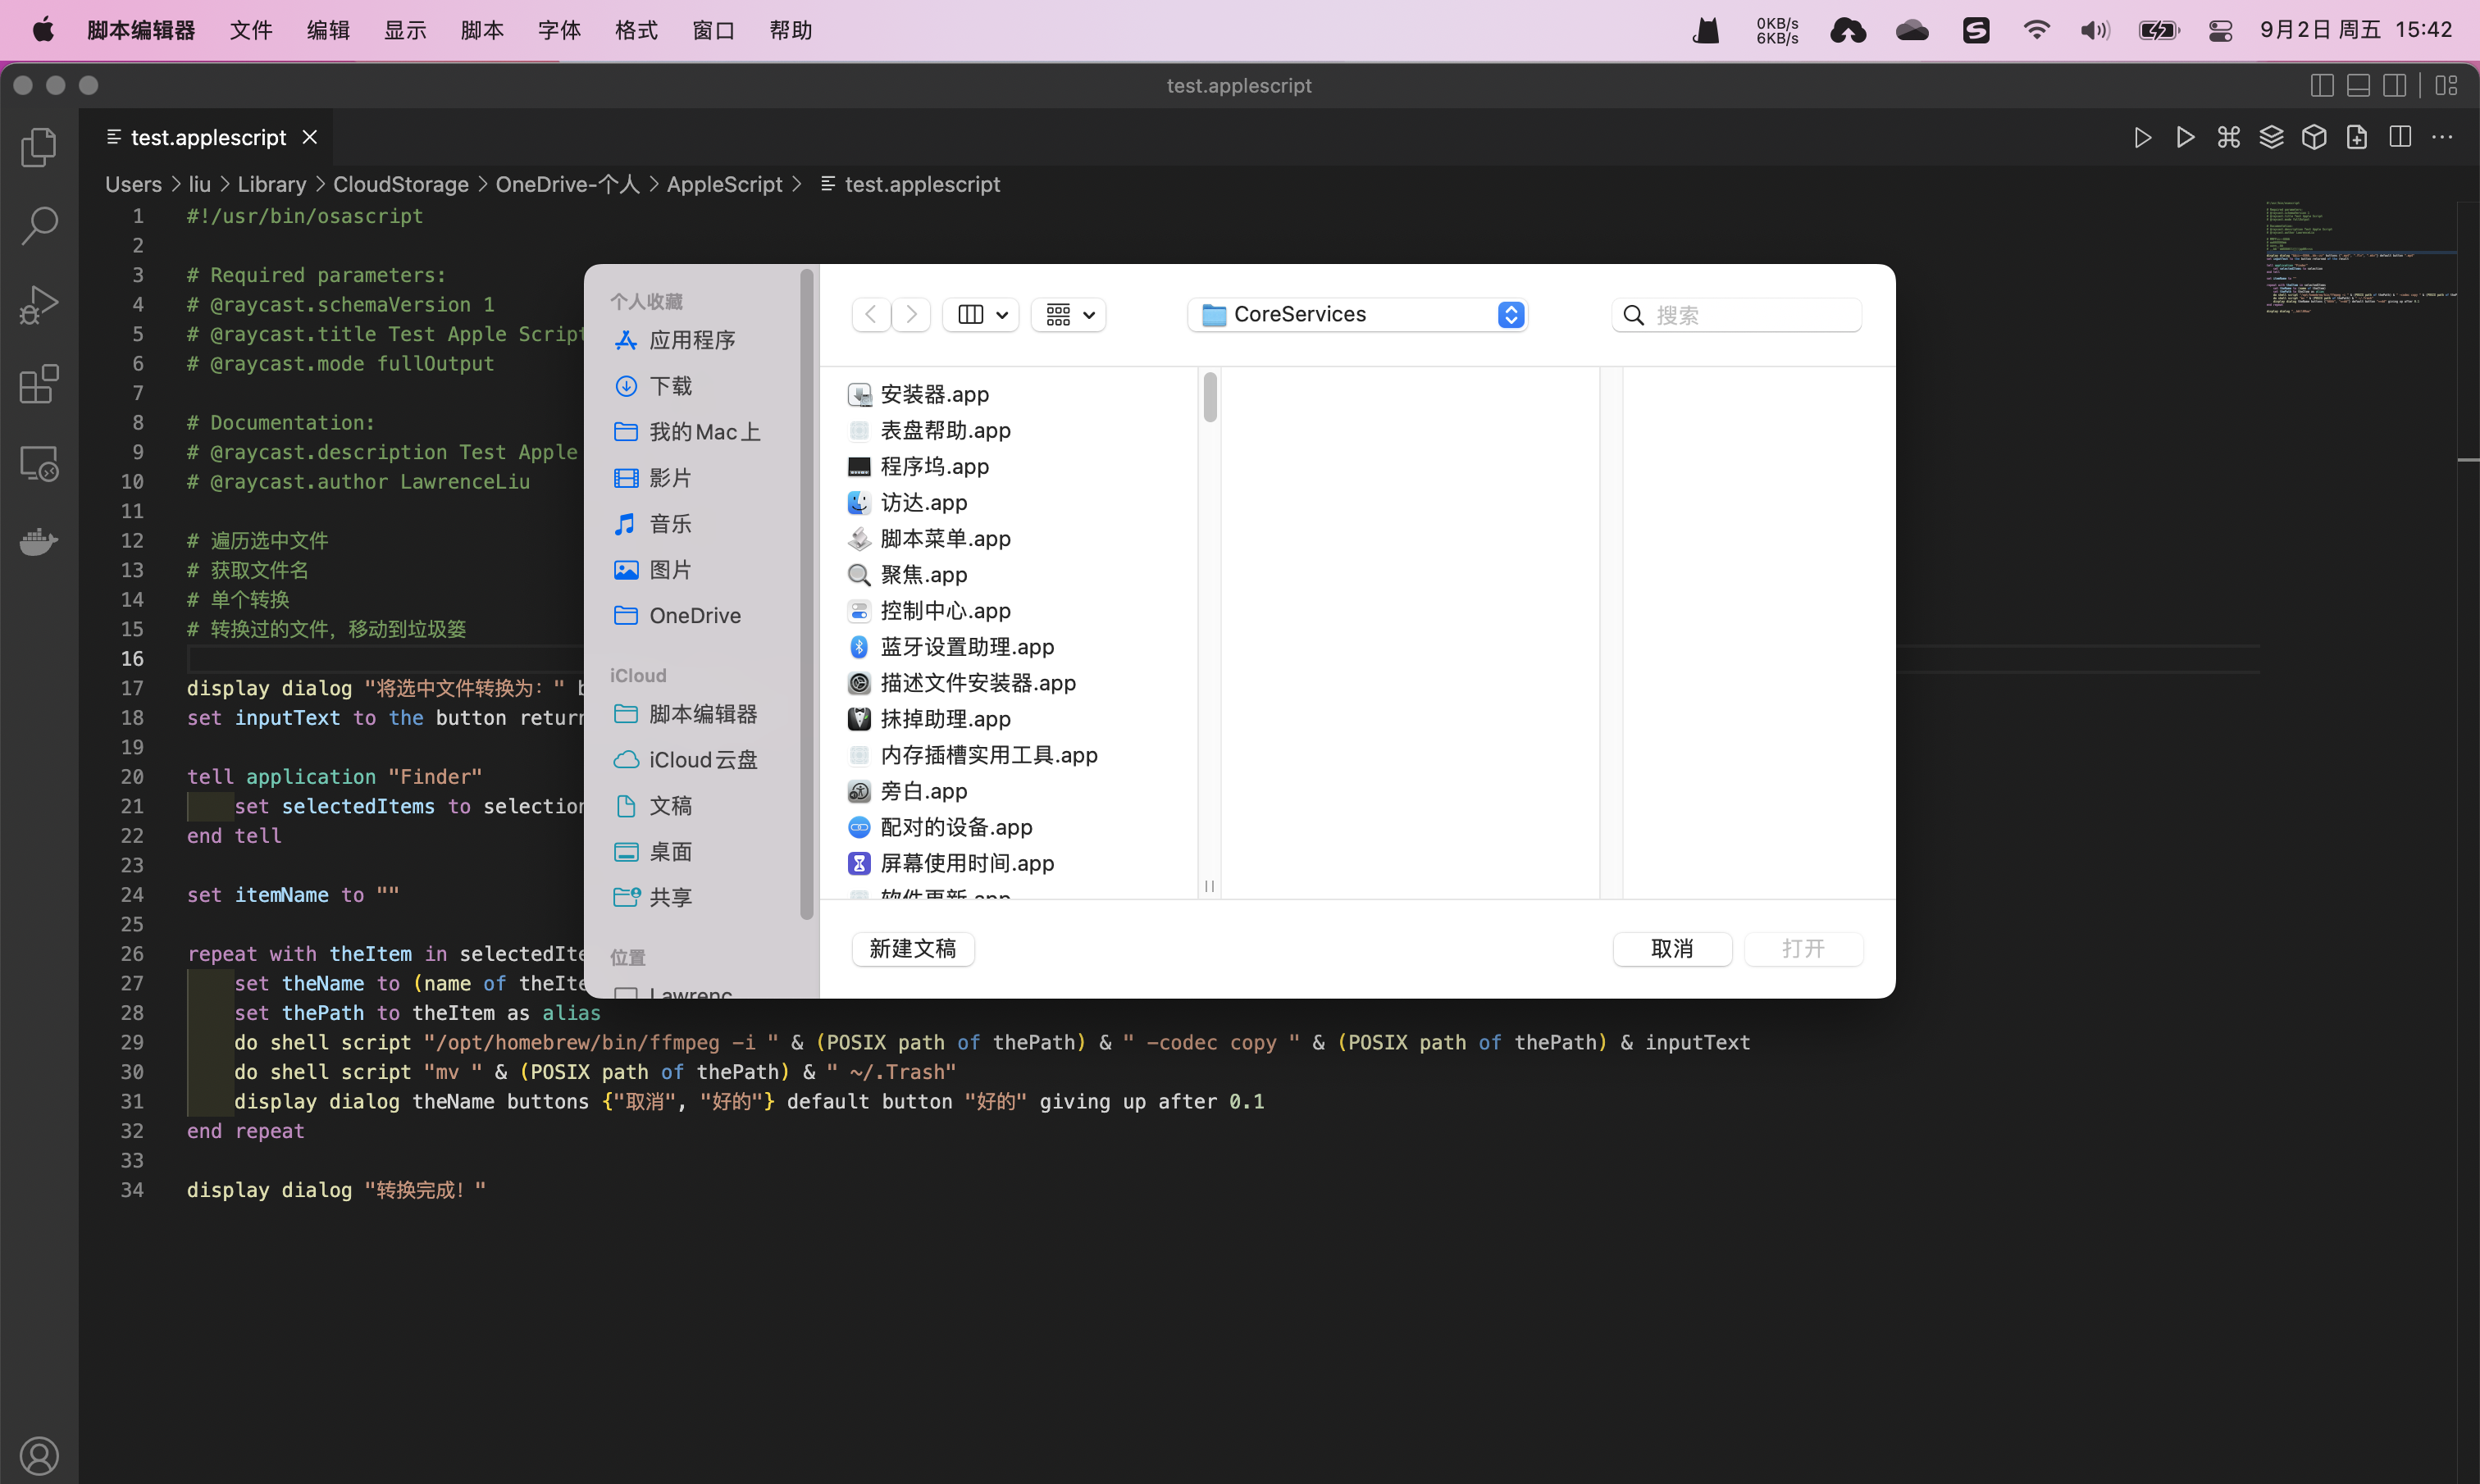 脚本编辑器 文件 编辑 显示 脚本 字体 格式 窗口 帮助
0KB/s
6KB/s
9月2日 周五 15:42
test.applescript
test.applescript
Users > liu > Library > CloudStorage > OneDrive-个人 > AppleScript > test.applescript
1 #!/usr/bin/osascript
2
3 # Required parameters:
4 # @raycast.schemaVersion 1
5 # @raycast.title Test Apple Script
6 # @raycast.mode fullOutput
7
8 # Documentation:
9 # @raycast.description Test Apple
10 # @raycast.author LawrenceLiu
11
12 # 遍历选中文件
13 # 获取文件名
14 # 单个转换
15 # 转换过的文件，移动到垃圾篓
16
17 display dialog "将选中文件转换为：" b
18 set inputText to the button return
19
20 tell application "Finder"
21 set selectedItems to selection
22 end tell
23
24 set itemName to ""
25
26 repeat with theItem in selectedIte
27 set theName to (name of theIte
28 set thePath to theItem as alias
29 do shell script "/opt/homebrew/bin/ffmpeg -i " & (POSIX path of thePath) & " -codec copy " & (POSIX path of thePath) & inputText
30 do shell script "mv " & (POSIX path of thePath) & " ~/.Trash"
31 display dialog theName buttons {"取消", "好的"} default button "好的" giving up after 0.1
32 end repeat
33
34 display dialog "转换完成！"
个人收藏
应用程序
下载
我的Mac上
影片
音乐
图片
OneDrive
iCloud
脚本编辑器
iCloud云盘
文稿
桌面
共享
位置
Lawrenc
CoreServices
搜索
安装器.app
表盘帮助.app
程序坞.app
访达.app
脚本菜单.app
聚焦.app
控制中心.app
蓝牙设置助理.app
描述文件安装器.app
抹掉助理.app
内存插槽实用工具.app
旁白.app
配对的设备.app
屏幕使用时间.app
软件更新.app
新建文稿
取消
打开